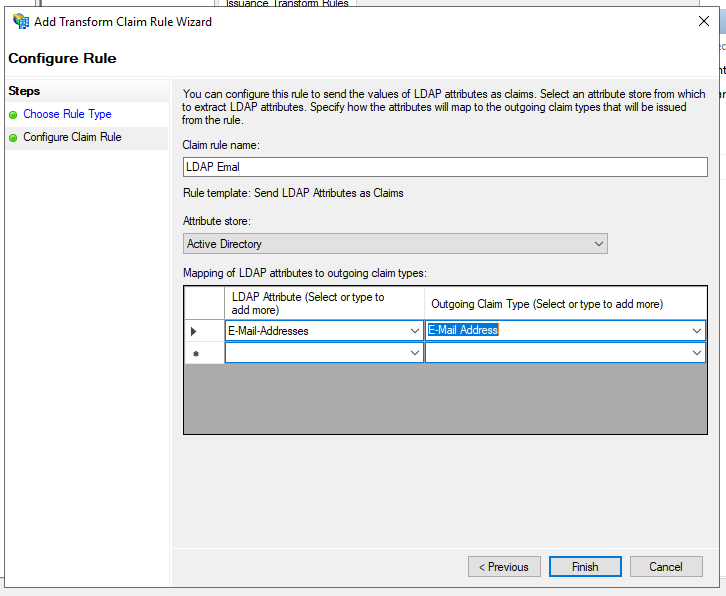 Issuance Transform Rules
Add Transform Claim Rule Wizard
Configure Rule
Steps
Choose Rule Type
Configure Claim Rule
You can configure this rule to send the values of LDAP attributes as claims. Select an attribute store from which
to extract LDAP attributes. Specify how the attributes will map to the outgoing claim types that will be issued
from the rule.
Claim rule name:
LDAP Emal
Rule template: Send LDAP Attributes as Claims
Attribute store:
Active Directory
Mapping of LDAP attributes to outgoing claim types:
LDAP Attribute (Select or type to
add more)
Outgoing Claim Type (Select or type to add more)
E-Mail-Addresses
E-Mail Address
< Previous
Finish
Cancel